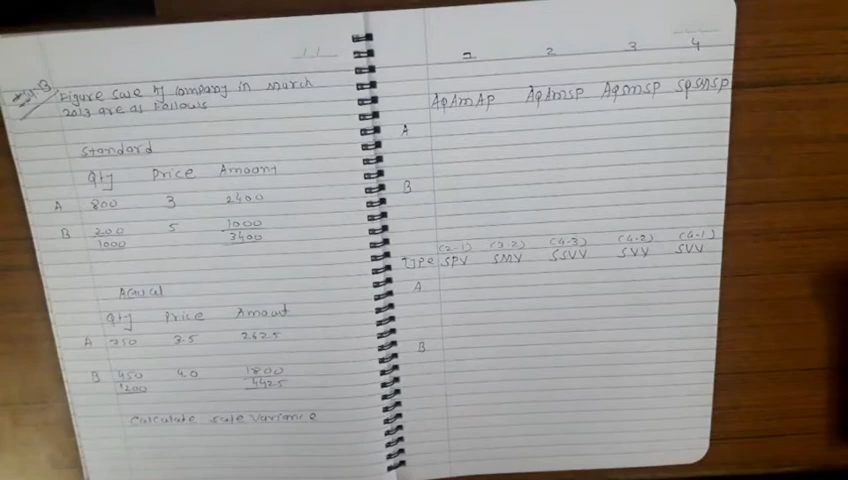 Figure sale of company in march
2013 are as Follows
Standard
Qty Price Amount
A 800 3 2400
B 200 5 1000
1000 3400
Actual
Qty Price Amount
A 750 3.5 2625
B 450 4.0 1800
1200 4425
Calculate sale variance
1 2 3 4
AqAmAp AqAmSp AqSmSp SqSmSp
A
B
(2-1) (3-2) (4-3) (4-2) (4-1)
Type SPV SMV SSVV SVV SVV
A
B